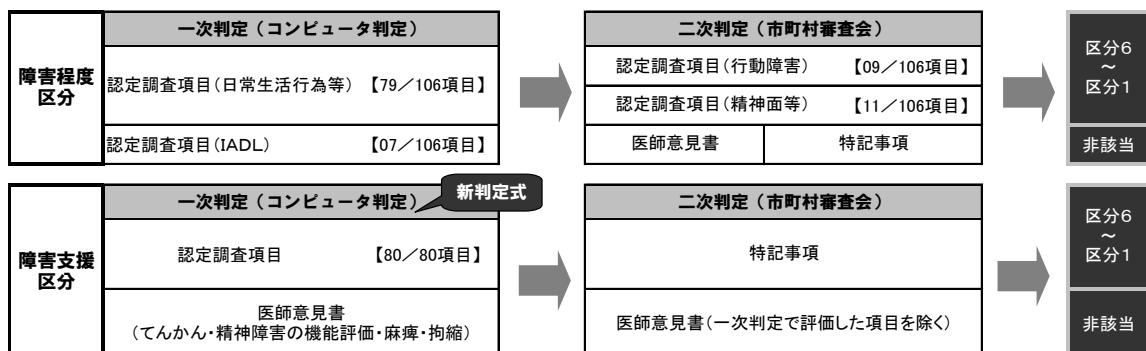 一次判定(コンピュータ判定)
二次判定(市町村審査会)
障害程度
区分
認定調査項目(日常生活行為等) 【79/106項目】
認定調査項目(IADL) 【07/106項目】
認定調査項目(行動障害) 【09/106項目】
認定調査項目(精神面等) 【11/106項目】
医師意見書
特記事項
区分6
~
区分1
非該当
一次判定(コンピュータ判定)
新判定式
二次判定(市町村審査会)
障害支援
区分
認定調査項目 【80/80項目】
医師意見書
(てんかん・精神障害の機能評価・麻痺・拘縮)
特記事項
医師意見書(一次判定で評価した項目を除く)
区分6
~
区分1
非該当